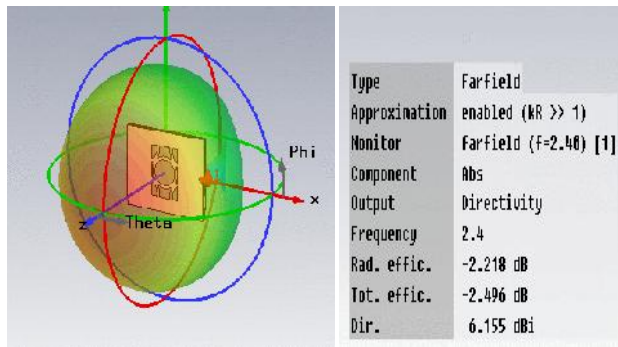 Phi
x
z
Theta
Type Farfield
Approximation enabled (kR >> 1)
Monitor Farfield (f=2.46) [1]
Component Abs
Output Directivity
Frequency 2.4
Rad. effic. -2.218 dB
Tot. effic. -2.496 dB
Dir. 6.155 dBi